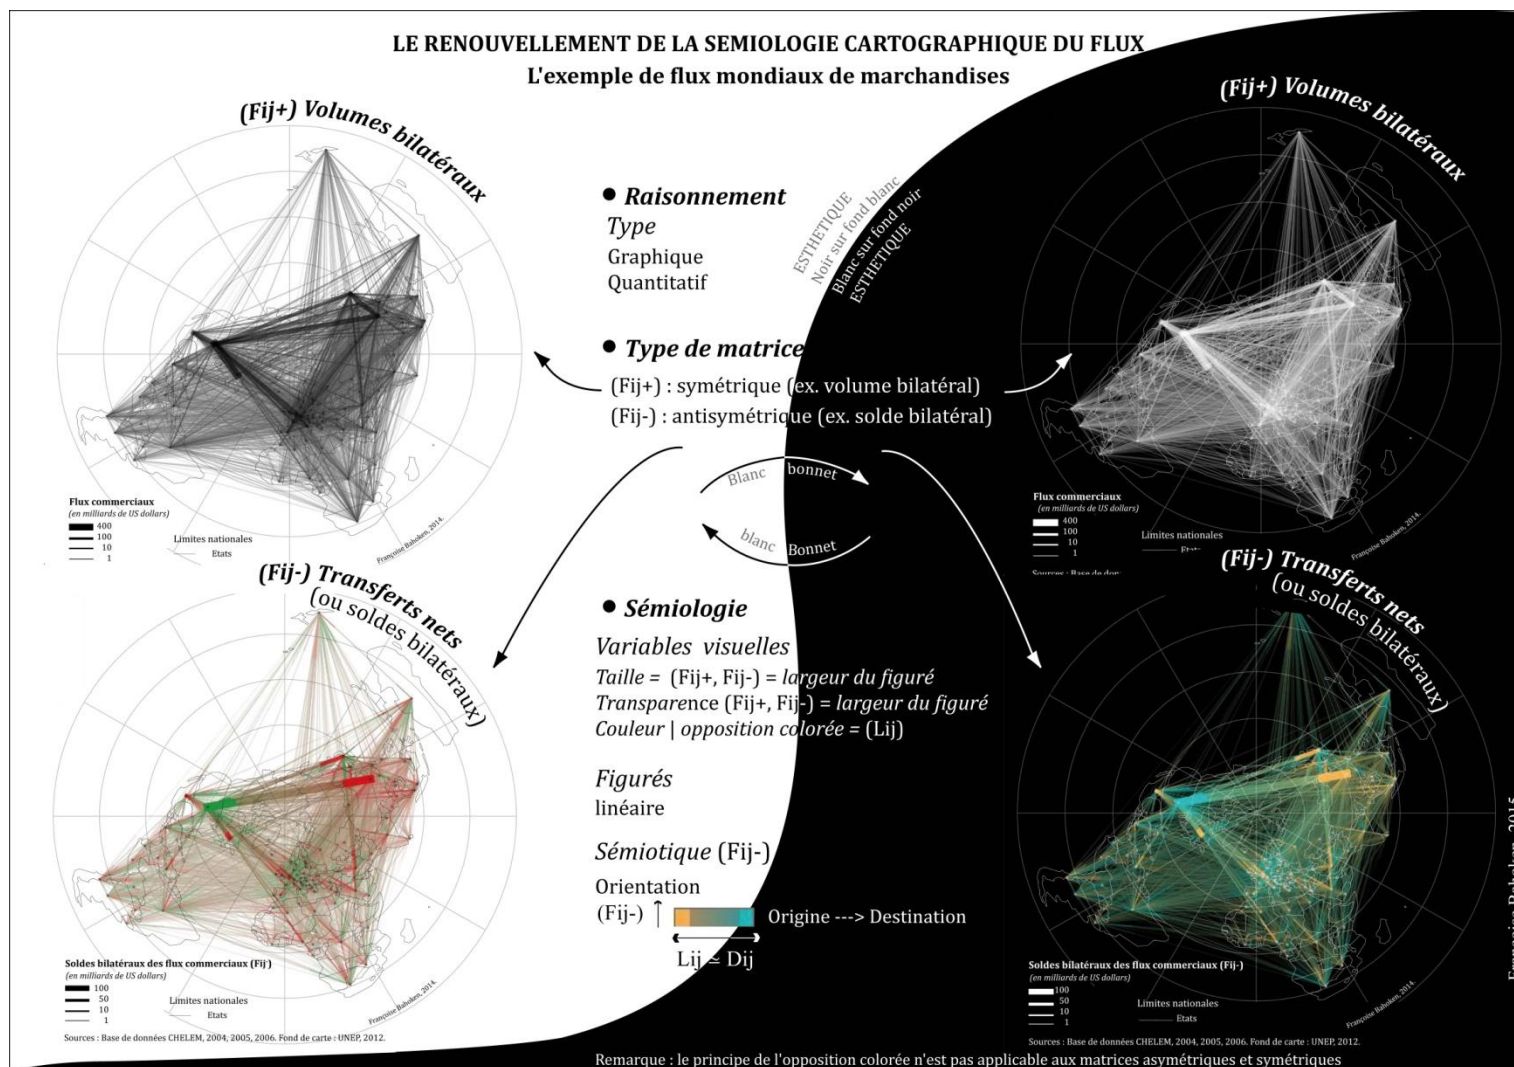 LE RENOUVELLEMENT DE LA SEMIOLOGIE CARTOGRAPHIQUE DU FLUX
L'exemple de flux mondiaux de marchandises
(Fij+) Volumes bilatéraux
Flux commerciaux
(en milliards de US dollars)
400
100
10
1
Limites nationales
Etats
Françoise Bahoken, 2014.
(Fij+) Volumes bilatéraux
Flux commerciaux
(en milliards de US dollars)
400
100
10
1
Limites nationales
Etats
Françoise Bahoken, 2014.
Sources : Base de don
● Raisonnement
Type
Graphique
Quantitatif
ESTHETIQUE
Noir sur fond blanc
Blanc sur fond noir
ESTHETIQUE
● Type de matrice
(Fij+) : symétrique (ex. volume bilatéral)
(Fij-) : antisymétrique (ex. solde bilatéral)
Blanc bonnet
blanc Bonnet
● Sémiologie
Variables visuelles
Taille = (Fij+, Fij-) = largeur du figuré
Transparence (Fij+, Fij-) = largeur du figuré
Couleur | opposition colorée = (Lij)
Figurés
linéaire
Sémiotique (Fij-)
Orientation
(Fij-)
Origine ---> Destination
Lij ≃ Dij
(Fij-) Transferts nets
(ou soldes bilatéraux)
Soldes bilatéraux des flux commerciaux (Fij-)
(en milliards de US dollars)
100
50
10
1
Limites nationales
Etats
Françoise Bahoken, 2014.
Sources : Base de données CHELEM, 2004, 2005, 2006. Fond de carte : UNEP, 2012.
(Fij-) Transferts nets
(ou soldes bilatéraux)
Soldes bilatéraux des flux commerciaux (Fij-)
(en milliards de US dollars)
100
50
10
1
Limites nationales
Etats
Françoise Bahoken, 2014.
Sources : Base de données CHELEM, 2004, 2005, 2006. Fond de carte : UNEP, 2012.
Françoise Bahoken, 2015
Remarque : le principe de l'opposition colorée n'est pas applicable aux matrices asymétriques et symétriques